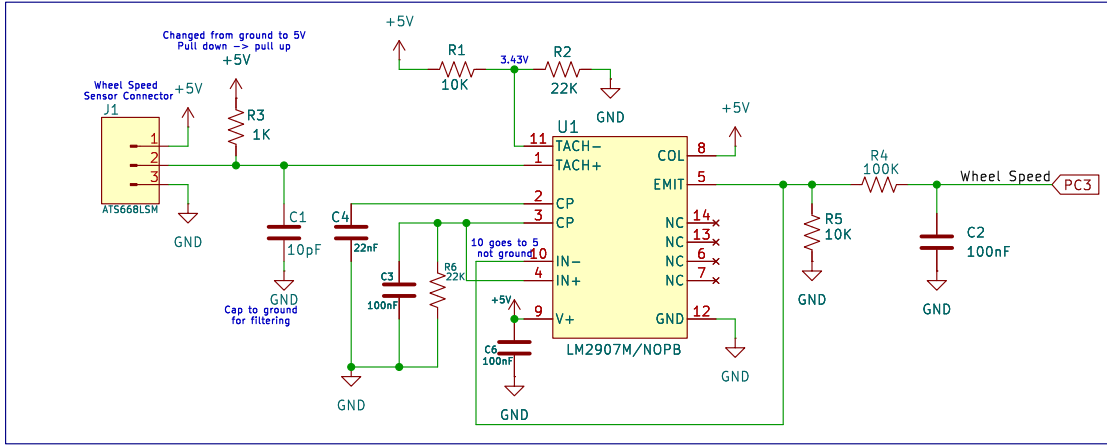 +5V
Changed from ground to 5V
Pull down -> pull up
+5V
R1
10K
3.43V
R2
22K
GND
Wheel Speed
Sensor Connector
+5V
J1
1
2
3
ATS668LSM
GND
R3
1K
C1
10pF
GND
Cap to ground
for filtering
C4
22nF
C3
100nF
R6
22K
GND
10 goes to 5
not ground
+5V
C6
100nF
GND
U1
11
TACH-
1
TACH+
2
CP
3
CP
10
IN-
4
IN+
9
V+
COL
8
EMIT
5
NC
14
NC
13
NC
6
NC
7
GND
12
LM2907M/NOPB
+5V
GND
R5
10K
GND
R4
100K
Wheel Speed
PC3
C2
100nF
GND